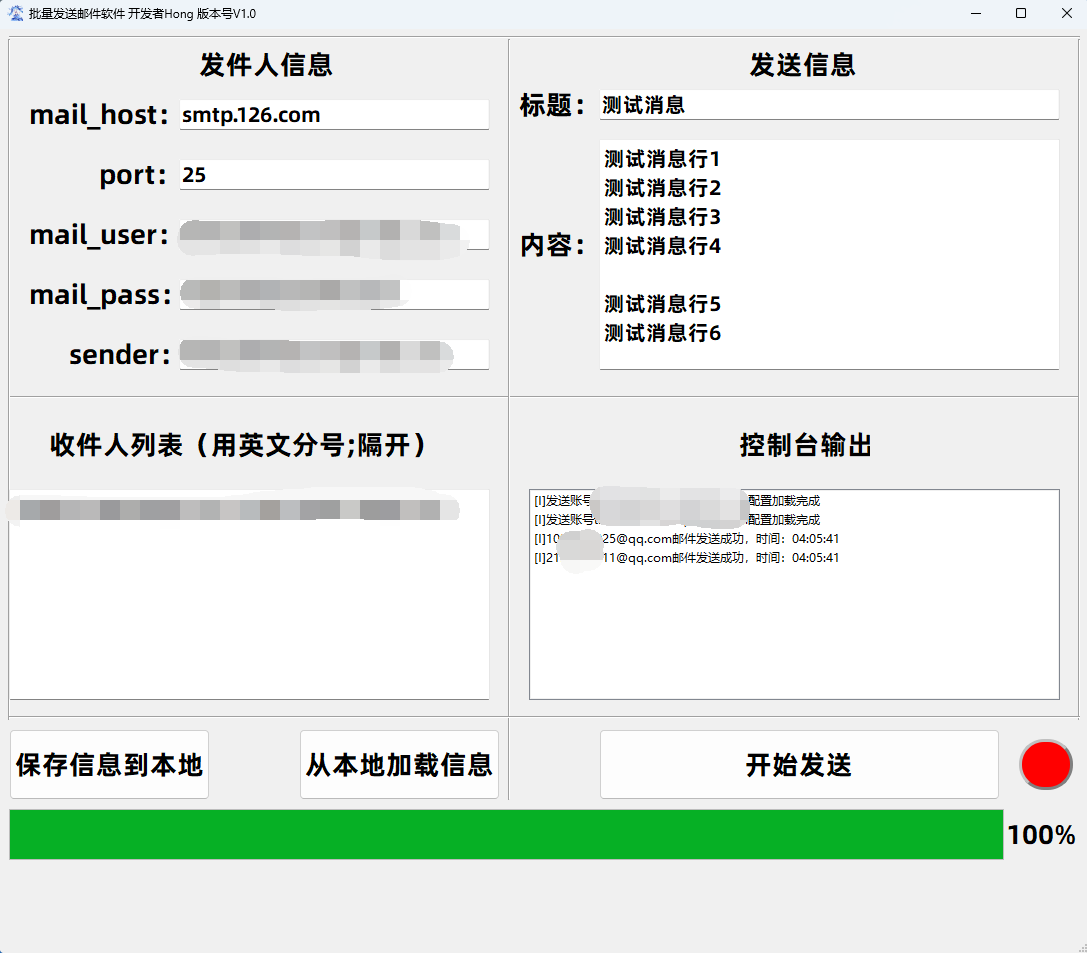 批量发送邮件软件 开发者Hong 版本号V1.0
发件人信息
mail_host:
smtp.126.com
port:
25
mail_user:
mail_pass:
sender:
发送信息
标题:
测试消息
内容:
测试消息行1
测试消息行2
测试消息行3
测试消息行4
测试消息行5
测试消息行6
收件人列表（用英文分号;隔开）
控制台输出
[I]发送账号 配置加载完成
[I]发送账号 配置加载完成
[I]10 25@qq.com邮件发送成功，时间：04:05:41
[I]21 11@qq.com邮件发送成功，时间：04:05:41
保存信息到本地
从本地加载信息
开始发送
100%